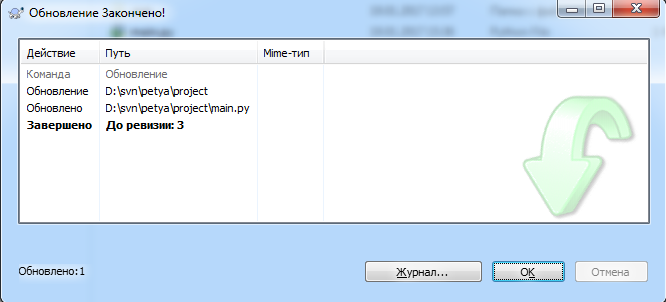 Обновление Закончено!
Действие Путь Mime-тип
Команда Обновление
Обновление D:\svn\petya\project
Обновлено D:\svn\petya\project\main.py
Завершено До ревизии: 3
Обновлено:1 Журнал... OK Отмена